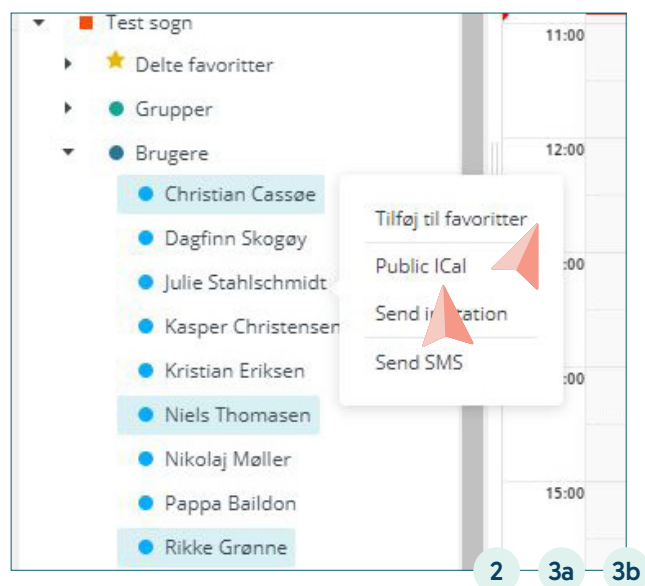 Test sogn
Delte favoritter
Grupper
Brugere
Christian Cassøe
Dagfinn Skogøy
Julie Stahlschmidt
Kasper Christensen
Kristian Eriksen
Niels Thomasen
Nikolaj Møller
Pappa Baildon
Rikke Grønne
Tilføj til favoritter
Public ICal
Send
Send SMS
11:00
12:00
:00
:00
15:00
2 3a 3b